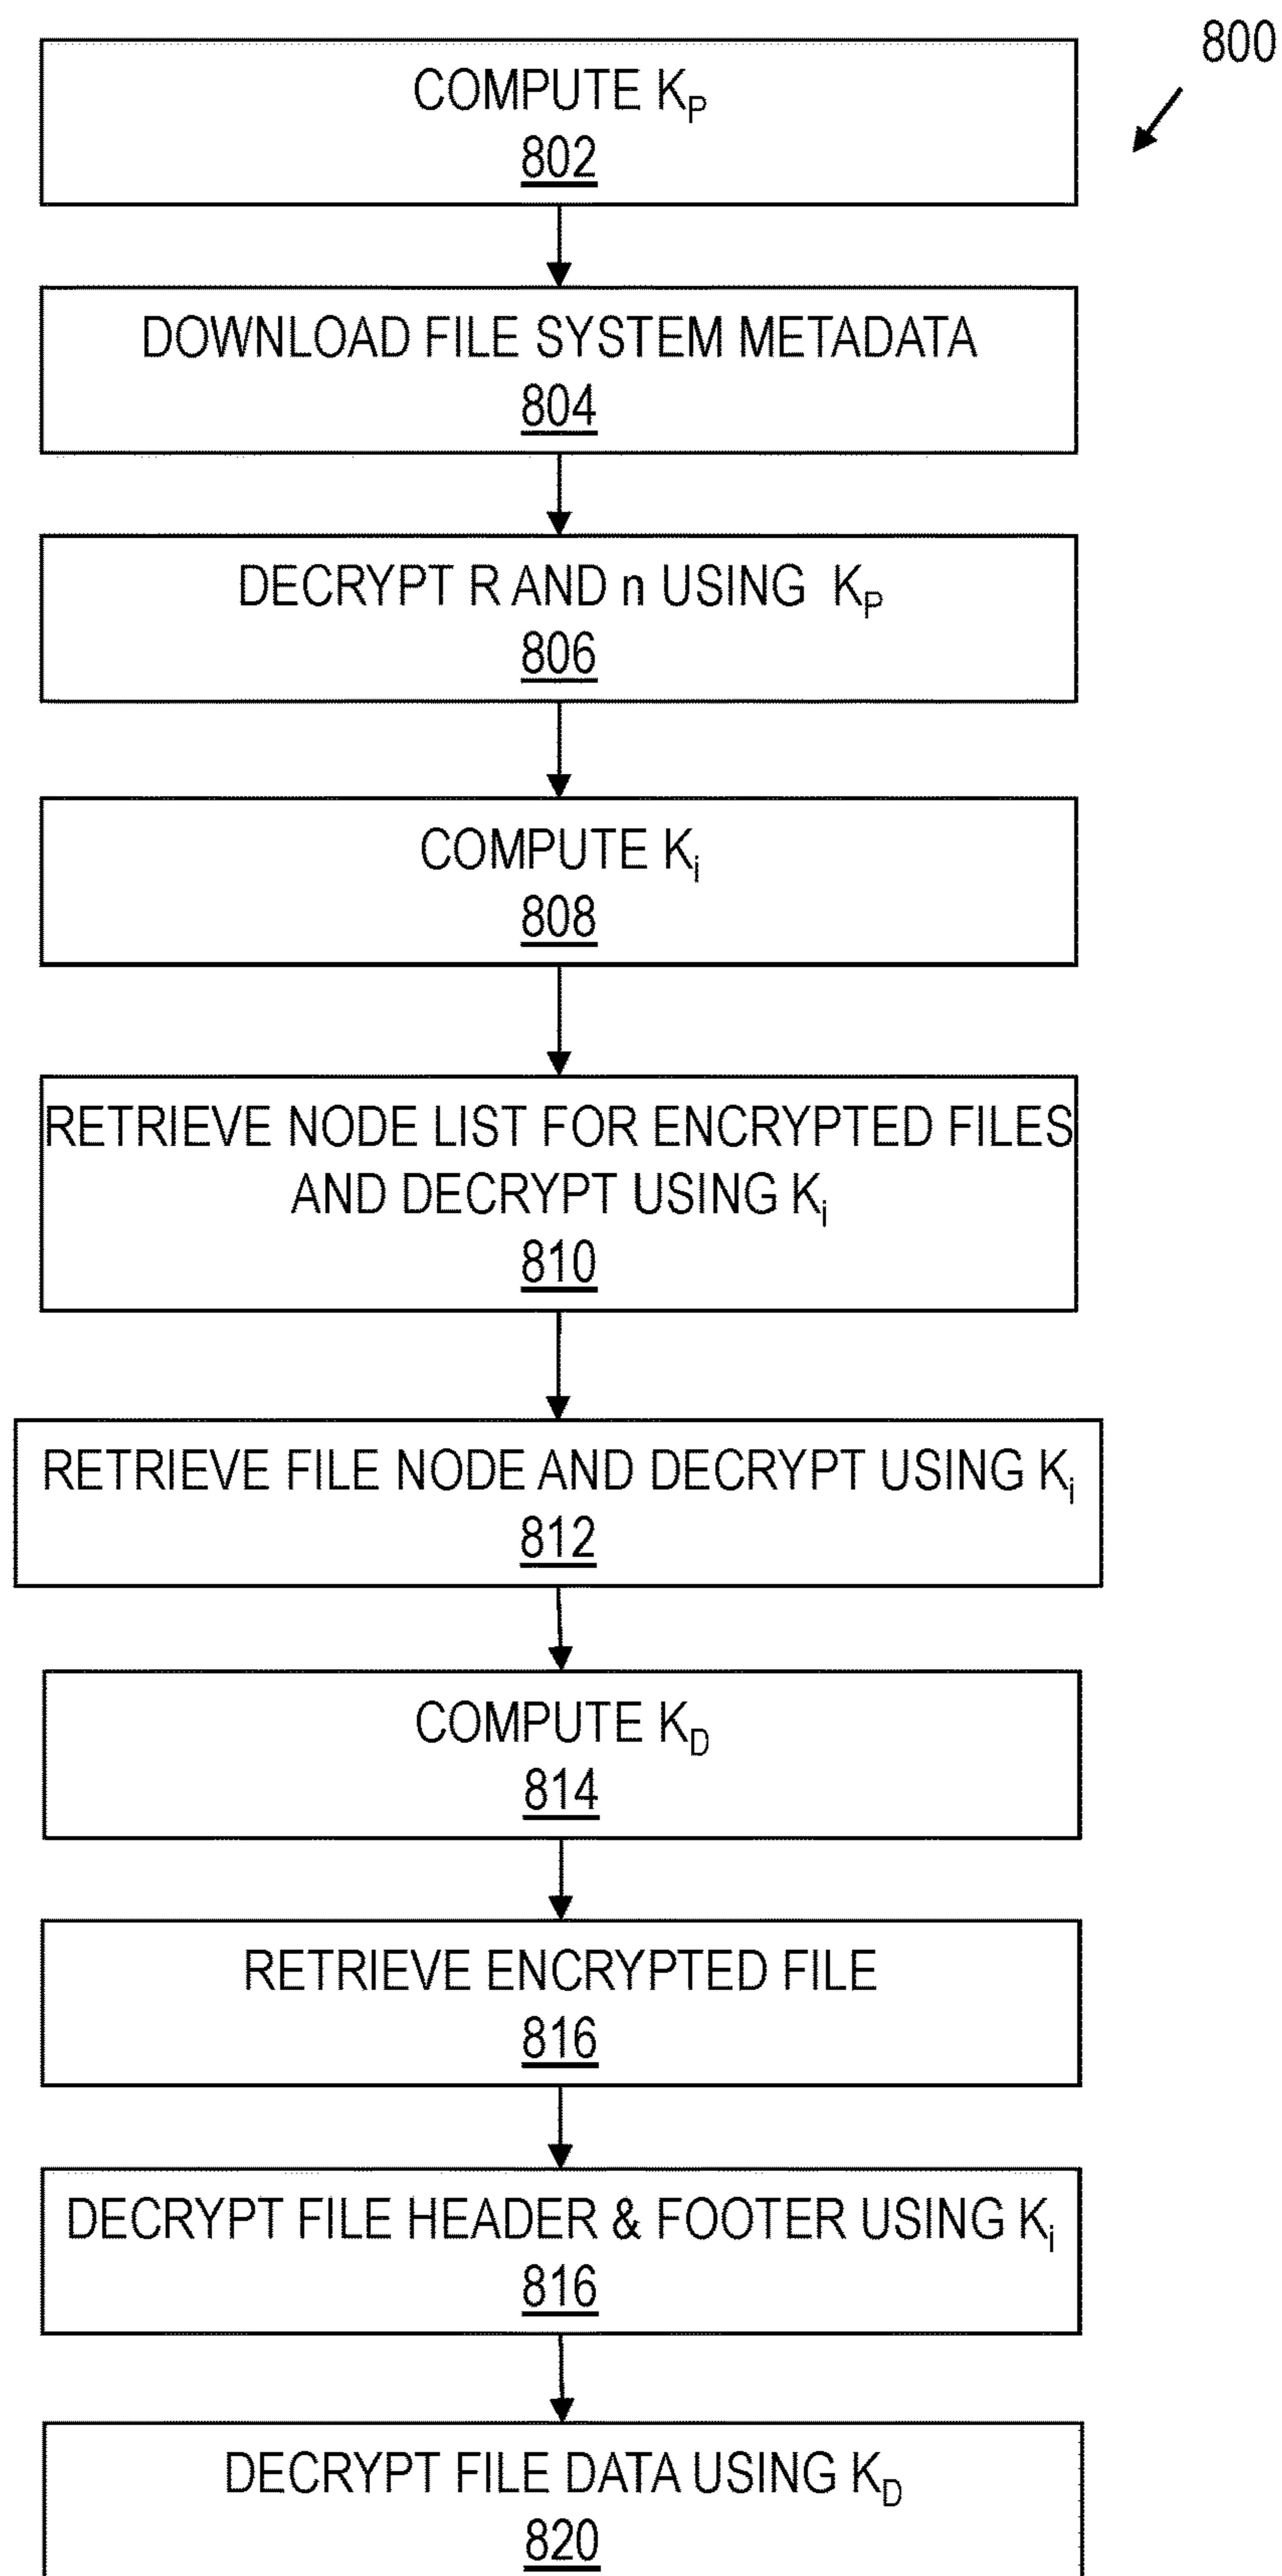 800
COMPUTE Kₚ
802
DOWNLOAD FILE SYSTEM METADATA
804
DECRYPT R AND n USING Kₚ
806
COMPUTE Kᵢ
808
RETRIEVE NODE LIST FOR ENCRYPTED FILES
AND DECRYPT USING Kᵢ
810
RETRIEVE FILE NODE AND DECRYPT USING Kᵢ
812
COMPUTE K_D
814
RETRIEVE ENCRYPTED FILE
816
DECRYPT FILE HEADER & FOOTER USING Kᵢ
816
DECRYPT FILE DATA USING K_D
820